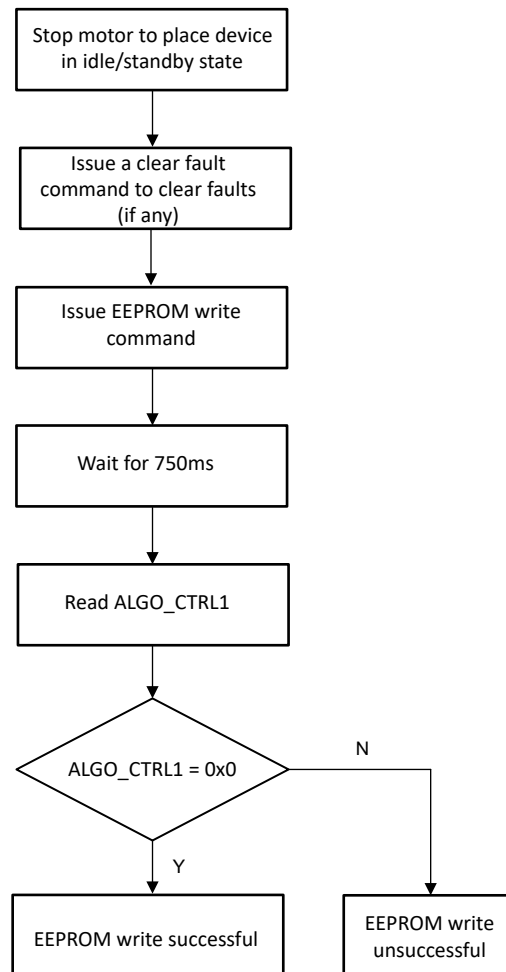 Stop motor to place device
in idle/standby state
Issue a clear fault
command to clear faults
(if any)
Issue EEPROM write
command
Wait for 750ms
Read ALGO_CTRL1
ALGO_CTRL1 = 0x0
N
Y
EEPROM write successful
EEPROM write
unsuccessful